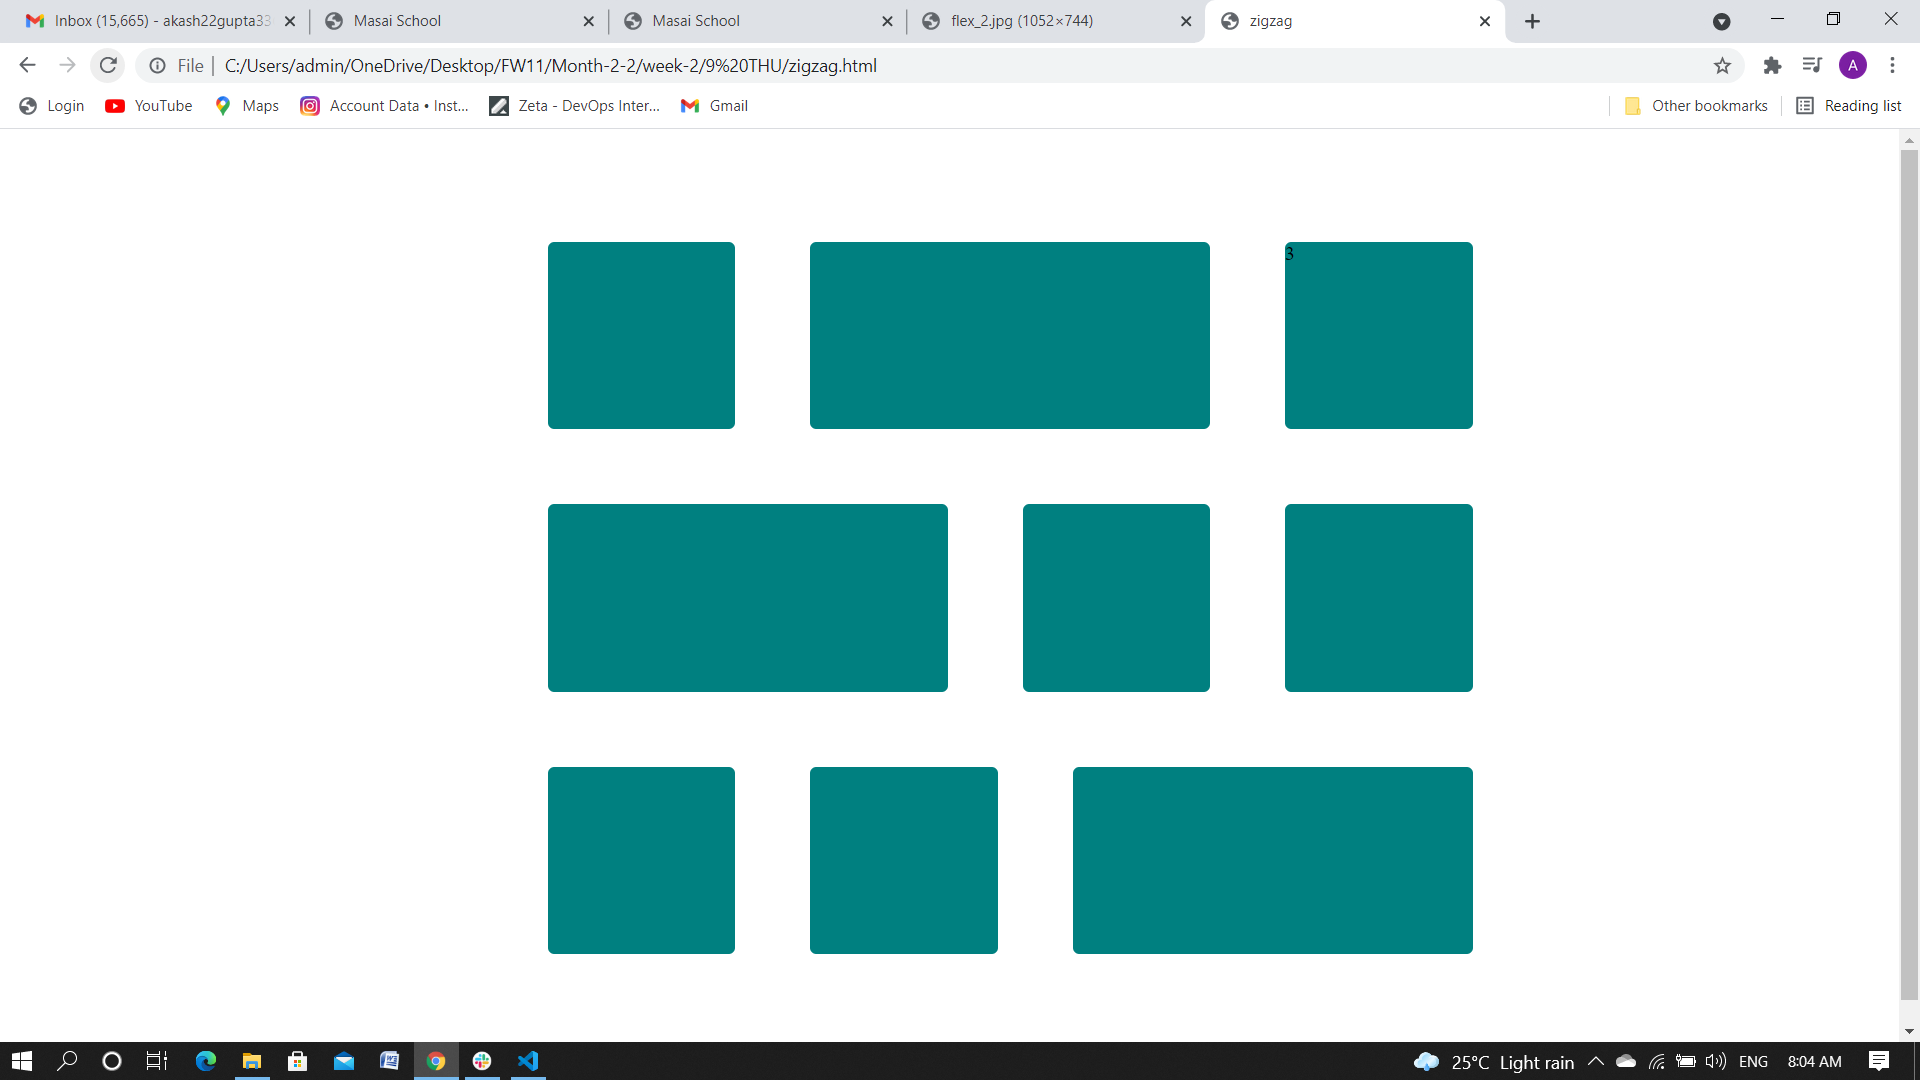 Inbox (15,665) - akash22gupta33
Masai School
Masai School
flex_2.jpg (1052×744)
zigzag
File | C:/Users/admin/OneDrive/Desktop/FW11/Month-2-2/week-2/9%20THU/zigzag.html
A
Login YouTube Maps Account Data • Inst... Zeta - DevOps Inter... Gmail Other bookmarks Reading list
3
25°C Light rain ENG 8:04 AM